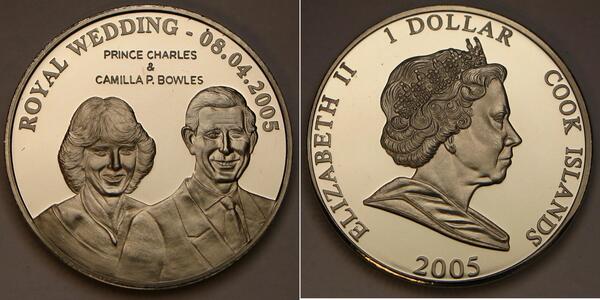 ROYAL WEDDING - 08.04.2005
PRINCE CHARLES
&
CAMILLA P. BOWLES
ELIZABETH II 1 DOLLAR COOK ISLANDS
2005